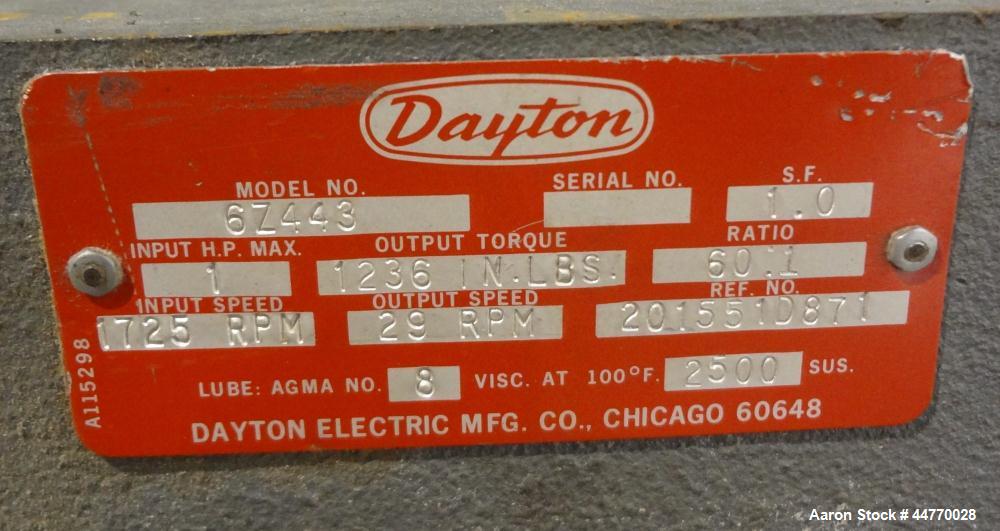 Dayton
MODEL NO. SERIAL NO. S.F.
6Z443 1.0
INPUT H.P. MAX. OUTPUT TORQUE RATIO
1 1236 IN.LBS. 60:1
INPUT SPEED OUTPUT SPEED REF. NO.
1725 RPM 29 RPM 201551D871
LUBE: AGMA NO. 8 VISC. AT 100°F. 2500 SUS.
DAYTON ELECTRIC MFG. CO., CHICAGO 60648
A115298
Aaron Stock # 44770028